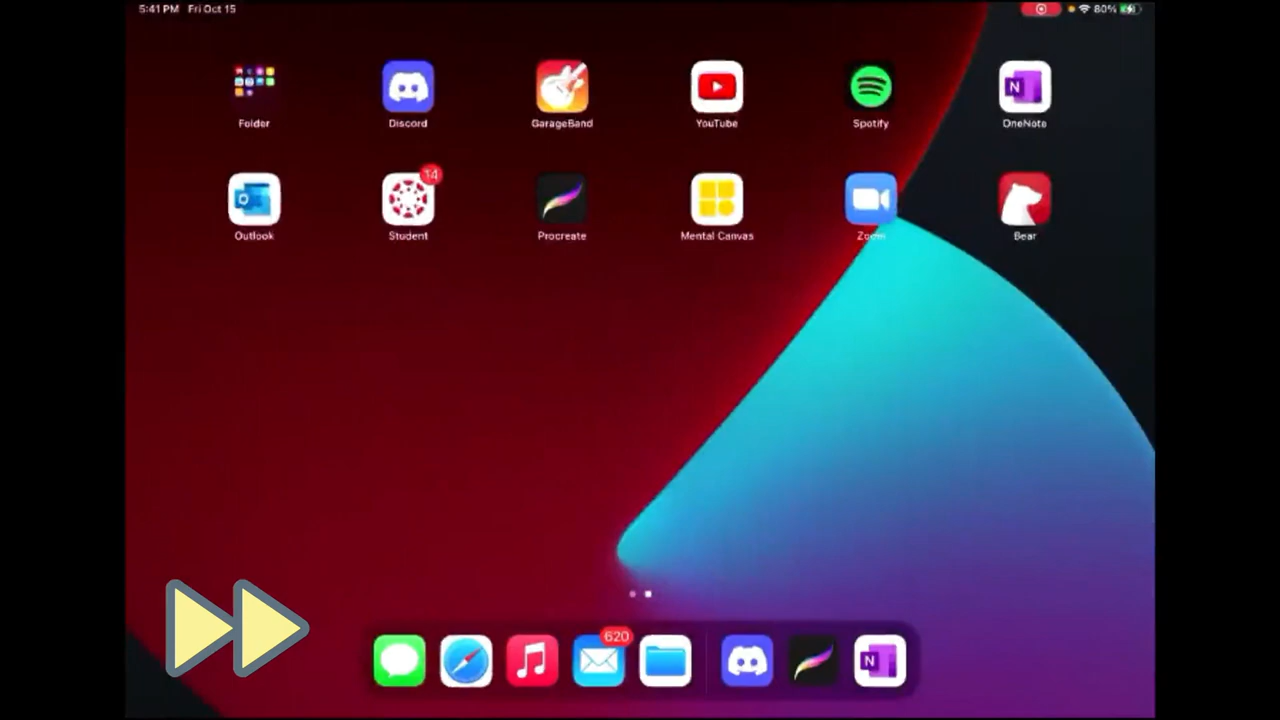 5:41 PM Fri Oct 15 80%
Folder Discord GarageBand YouTube Spotify OneNote
N
14
Outlook Student Procreate Mental Canvas Zoom Bear
620
N